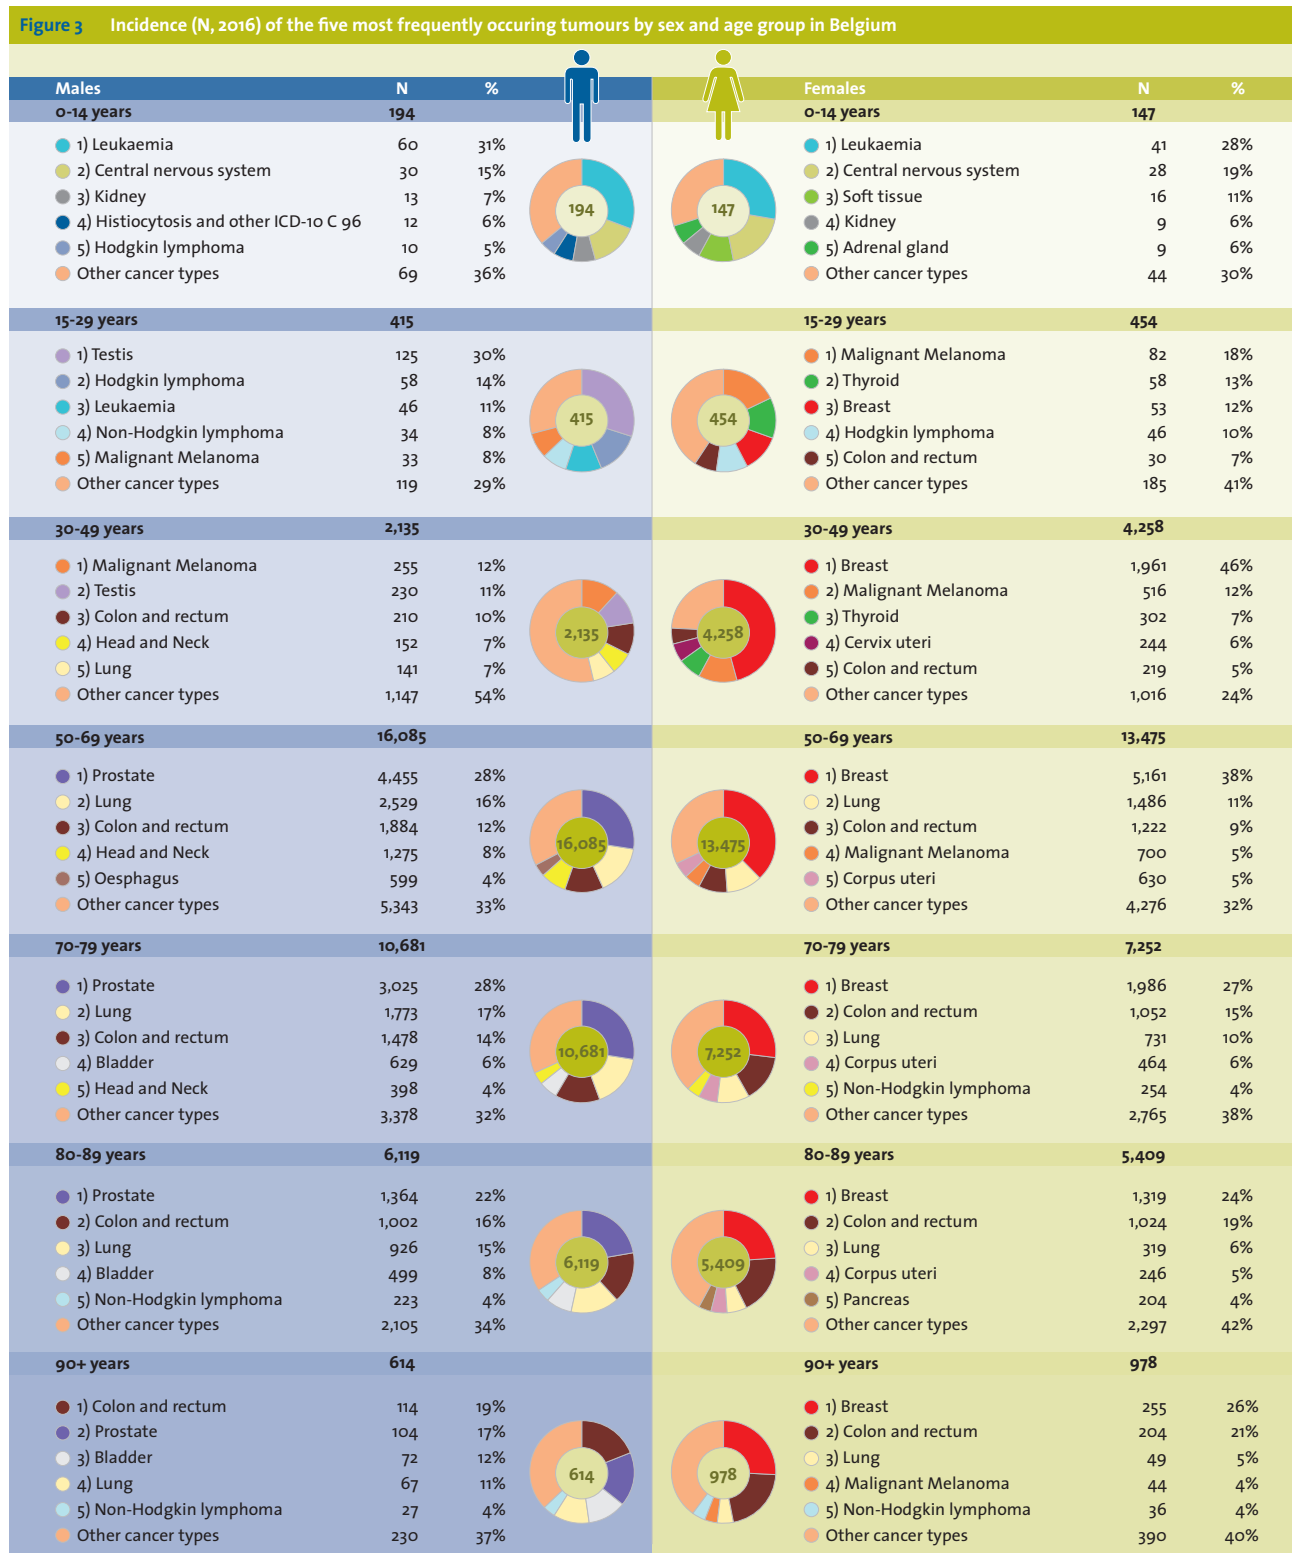 Figure 3 Incidence (N, 2016) of the five most frequently occuring tumours by sex and age group in Belgium
Males N %
0-14 years 194
1) Leukaemia 60 31%
2) Central nervous system 30 15%
3) Kidney 13 7%
4) Histiocytosis and other ICD-10 C 96 12 6%
5) Hodgkin lymphoma 10 5%
Other cancer types 69 36%
194
15-29 years 415
1) Testis 125 30%
2) Hodgkin lymphoma 58 14%
3) Leukaemia 46 11%
4) Non-Hodgkin lymphoma 34 8%
5) Malignant Melanoma 33 8%
Other cancer types 119 29%
415
30-49 years 2,135
1) Malignant Melanoma 255 12%
2) Testis 230 11%
3) Colon and rectum 210 10%
4) Head and Neck 152 7%
5) Lung 141 7%
Other cancer types 1,147 54%
2,135
50-69 years 16,085
1) Prostate 4,455 28%
2) Lung 2,529 16%
3) Colon and rectum 1,884 12%
4) Head and Neck 1,275 8%
5) Oesphagus 599 4%
Other cancer types 5,343 33%
16,085
70-79 years 10,681
1) Prostate 3,025 28%
2) Lung 1,773 17%
3) Colon and rectum 1,478 14%
4) Bladder 629 6%
5) Head and Neck 398 4%
Other cancer types 3,378 32%
10,681
80-89 years 6,119
1) Prostate 1,364 22%
2) Colon and rectum 1,002 16%
3) Lung 926 15%
4) Bladder 499 8%
5) Non-Hodgkin lymphoma 223 4%
Other cancer types 2,105 34%
6,119
90+ years 614
1) Colon and rectum 114 19%
2) Prostate 104 17%
3) Bladder 72 12%
4) Lung 67 11%
5) Non-Hodgkin lymphoma 27 4%
Other cancer types 230 37%
614
Females N %
0-14 years 147
1) Leukaemia 41 28%
2) Central nervous system 28 19%
3) Soft tissue 16 11%
4) Kidney 9 6%
5) Adrenal gland 9 6%
Other cancer types 44 30%
147
15-29 years 454
1) Malignant Melanoma 82 18%
2) Thyroid 58 13%
3) Breast 53 12%
4) Hodgkin lymphoma 46 10%
5) Colon and rectum 30 7%
Other cancer types 185 41%
454
30-49 years 4,258
1) Breast 1,961 46%
2) Malignant Melanoma 516 12%
3) Thyroid 302 7%
4) Cervix uteri 244 6%
5) Colon and rectum 219 5%
Other cancer types 1,016 24%
4,258
50-69 years 13,475
1) Breast 5,161 38%
2) Lung 1,486 11%
3) Colon and rectum 1,222 9%
4) Malignant Melanoma 700 5%
5) Corpus uteri 630 5%
Other cancer types 4,276 32%
13,475
70-79 years 7,252
1) Breast 1,986 27%
2) Colon and rectum 1,052 15%
3) Lung 731 10%
4) Corpus uteri 464 6%
5) Non-Hodgkin lymphoma 254 4%
Other cancer types 2,765 38%
7,252
80-89 years 5,409
1) Breast 1,319 24%
2) Colon and rectum 1,024 19%
3) Lung 319 6%
4) Corpus uteri 246 5%
5) Pancreas 204 4%
Other cancer types 2,297 42%
5,409
90+ years 978
1) Breast 255 26%
2) Colon and rectum 204 21%
3) Lung 49 5%
4) Malignant Melanoma 44 4%
5) Non-Hodgkin lymphoma 36 4%
Other cancer types 390 40%
978